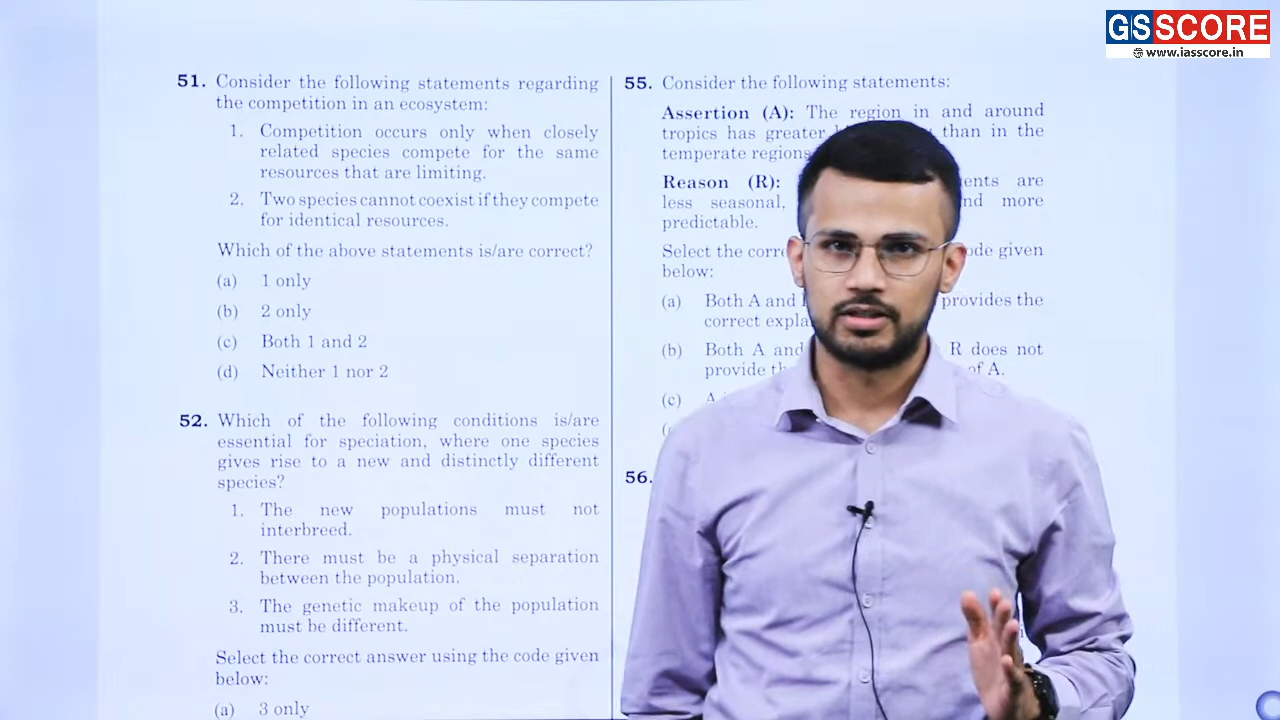 GSSCORE
www.iasscore.in
51. Consider the following statements regarding
the competition in an ecosystem:
1. Competition occurs only when closely
related species compete for the same
resources that are limiting.
2. Two species cannot coexist if they compete
for identical resources.
Which of the above statements is/are correct?
(a) 1 only
(b) 2 only
(c) Both 1 and 2
(d) Neither 1 nor 2
52. Which of the following conditions is/are
essential for speciation, where one species
gives rise to a new and distinctly different
species?
1. The new populations must not
interbreed.
2. There must be a physical separation
between the population.
3. The genetic makeup of the population
must be different.
Select the correct answer using the code given
below:
(a) 3 only
55. Consider the following statements:
Assertion (A): The region in and around
tropics has greater than in the
temperate regions
Reason (R): are
less seasonal, more
predictable.
Select the given
below:
(a) Both A and provides the
correct
(b) Both A and R does not
provide of A.
(c) A
56.